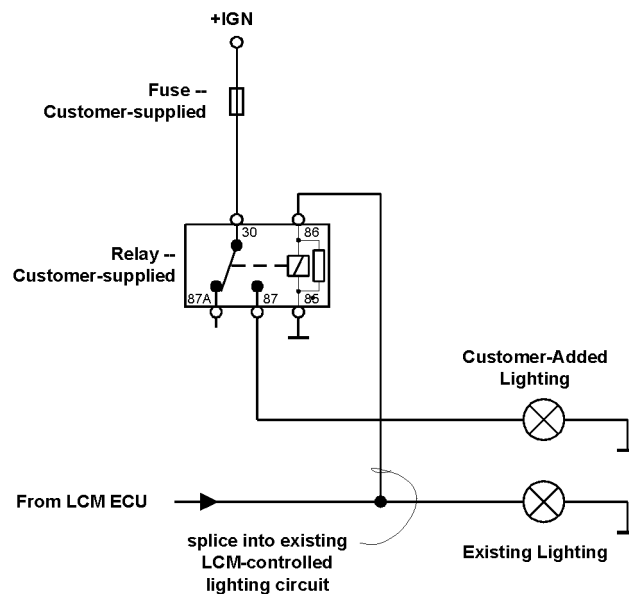 +IGN
Fuse --
Customer-supplied
30
86
Relay --
Customer-supplied
87A
87
85
Customer-Added
Lighting
From LCM ECU
splice into existing
LCM-controlled
lighting circuit
Existing Lighting